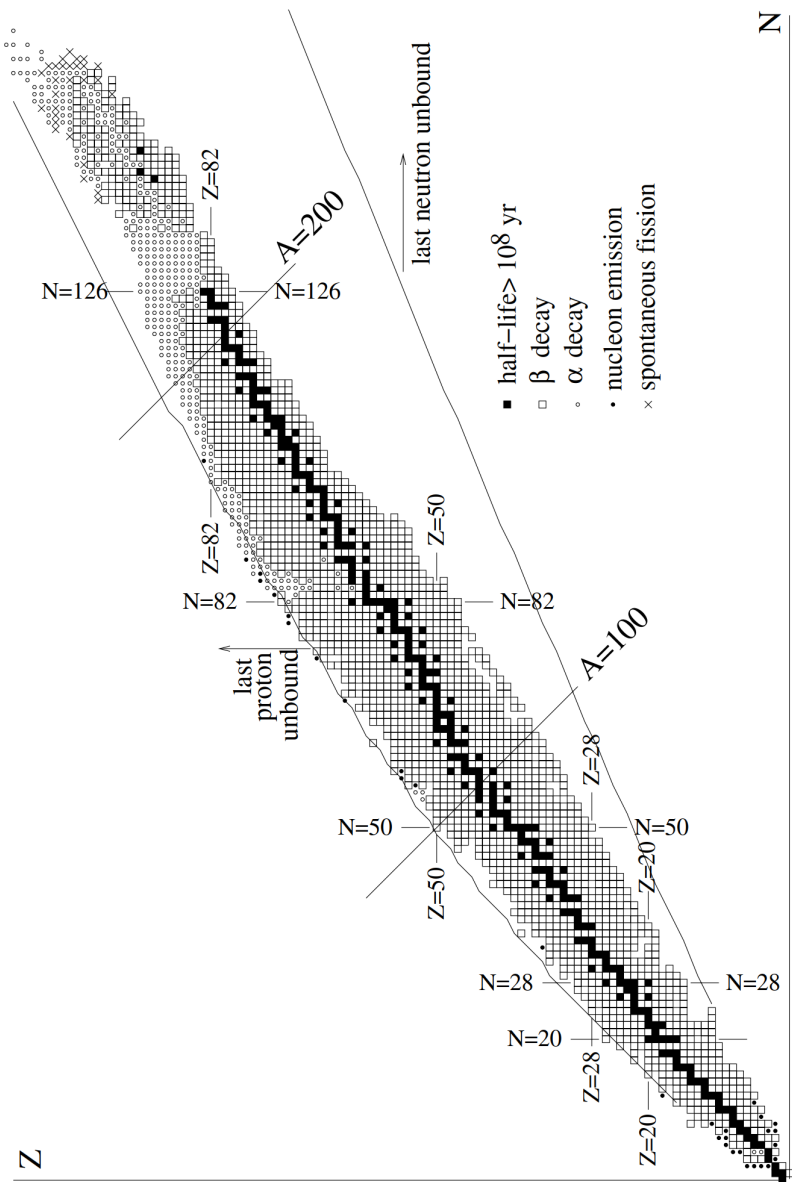 Z
N
Z=82
A=200
N=126
N=126
last neutron unbound
half−life> 10⁸ yr
β decay
α decay
nucleon emission
spontaneous fission
Z=82
N=82
Z=50
N=82
last
proton
unbound
A=100
N=50
Z=50
Z=28
N=50
Z=20
N=28
N=28
N=20
Z=28
Z=20